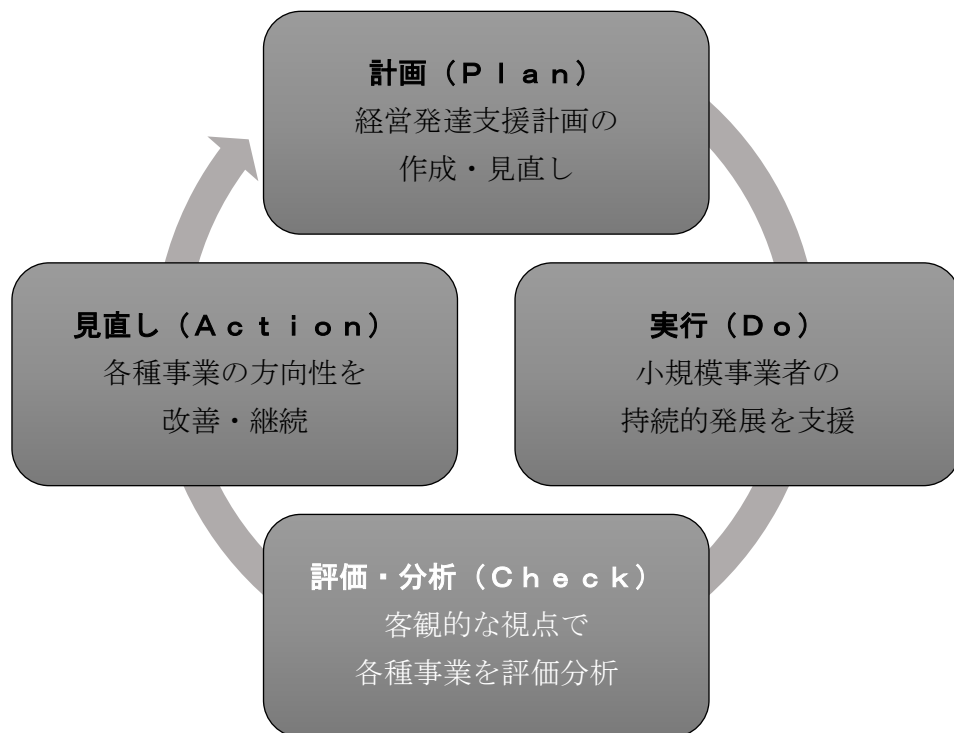 計画（Ｐｌａｎ）
経営発達支援計画の
作成・見直し
見直し（Ａｃｔｉｏｎ）
各種事業の方向性を
改善・継続
実行（Ｄｏ）
小規模事業者の
持続的発展を支援
評価・分析（Ｃｈｅｃｋ）
客観的な視点で
各種事業を評価分析